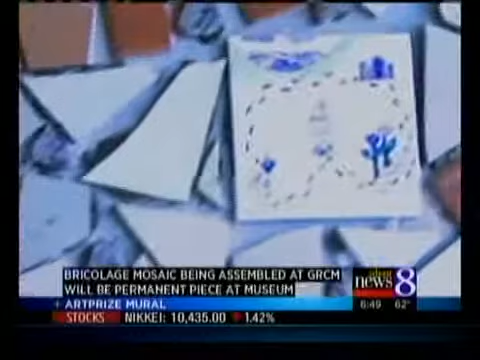 BRICOLAGE MOSAIC BEING ASSEMBLED AT GRCM
WILL BE PERMANENT PIECE AT MUSEUM
news 8
+ ARTPRIZE MURAL
6:49 62°
STOCKS NIKKEI: 10,435.00 ▼ 1.42%